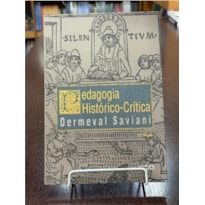 SILEN TIVM
Pedagogia
Histórico-Crítica
Dermeval Saviani